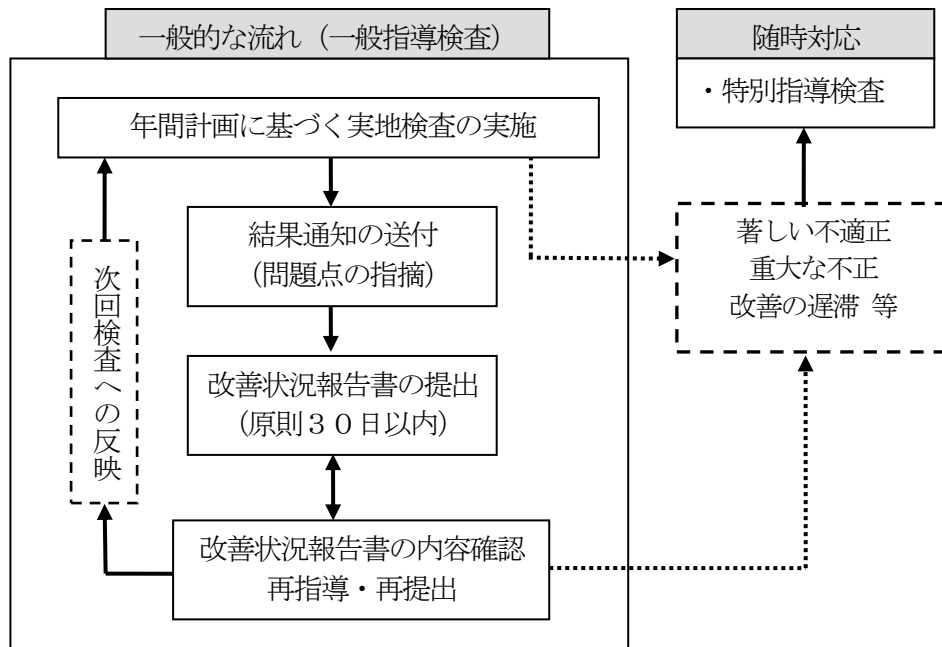 一般的な流れ（一般指導検査）
年間計画に基づく実地検査の実施
結果通知の送付
(問題点の指摘)
改善状況報告書の提出
(原則３０日以内)
改善状況報告書の内容確認
再指導・再提出
次回検査への反映
随時対応
・特別指導検査
著しい不適正
重大な不正
改善の遅滞 等